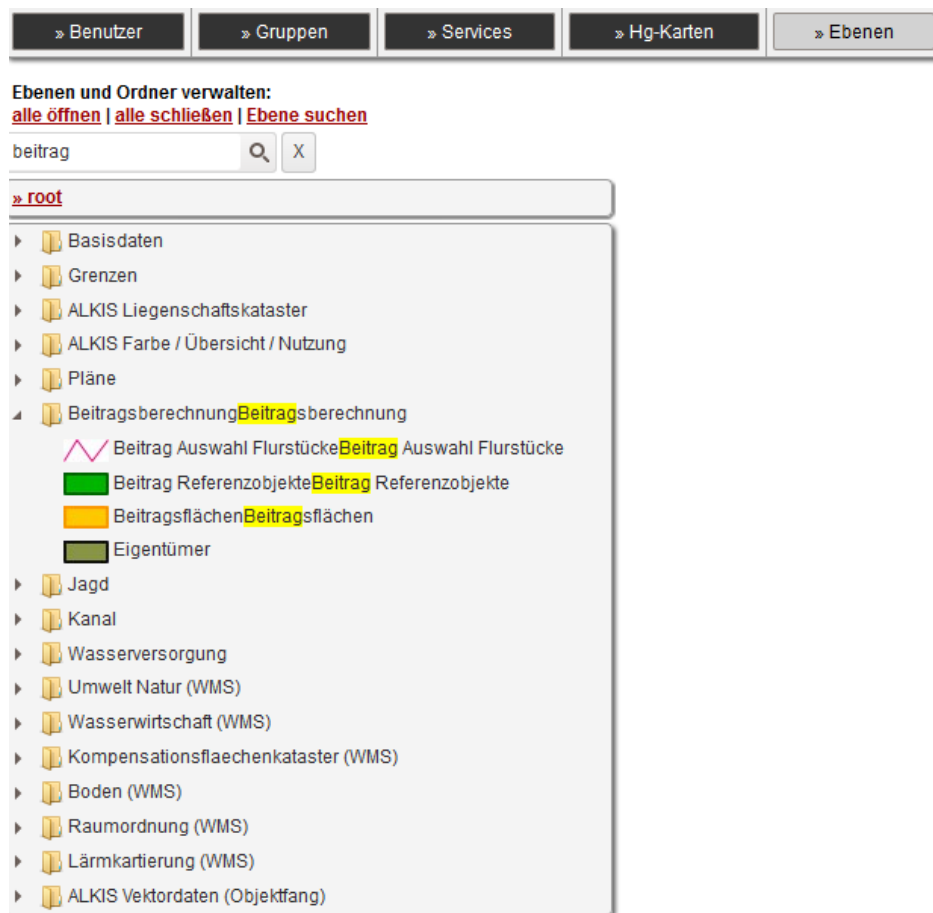 » Benutzer » Gruppen » Services » Hg-Karten » Ebenen
Ebenen und Ordner verwalten:
alle öffnen | alle schließen | Ebene suchen
beitrag X
» root
Basisdaten
Grenzen
ALKIS Liegenschaftskataster
ALKIS Farbe / Übersicht / Nutzung
Pläne
BeitragsberechnungBeitragsberechnung
Beitrag Auswahl FlurstückeBeitrag Auswahl Flurstücke
Beitrag ReferenzobjekteBeitrag Referenzobjekte
BeitragsflächenBeitragsflächen
Eigentümer
Jagd
Kanal
Wasserversorgung
Umwelt Natur (WMS)
Wasserwirtschaft (WMS)
Kompensationsflaechenkataster (WMS)
Boden (WMS)
Raumordnung (WMS)
Lärmkartierung (WMS)
ALKIS Vektordaten (Objektfang)